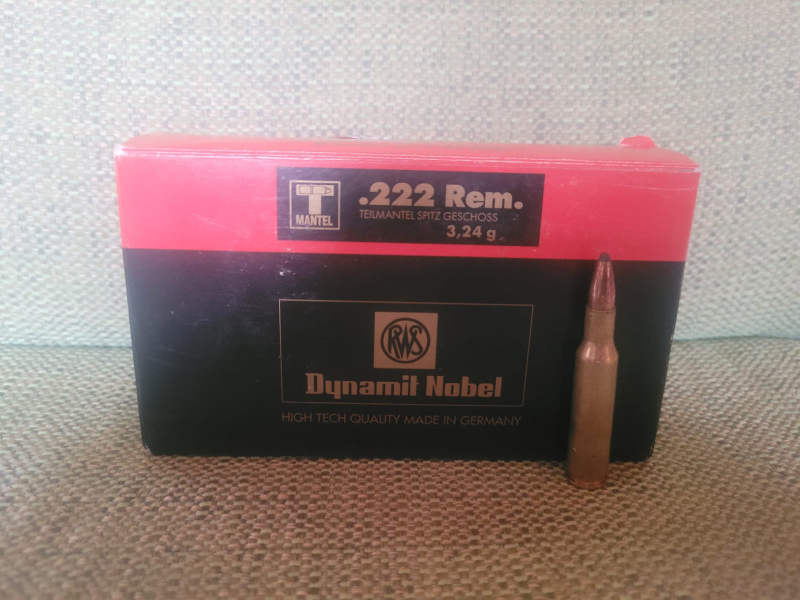 T
MANTEL
.222 Rem.
TEILMANTEL SPITZ GESCHOSS
3,24 g
RWS
Dynamit Nobel
HIGH TECH QUALITY MADE IN GERMANY